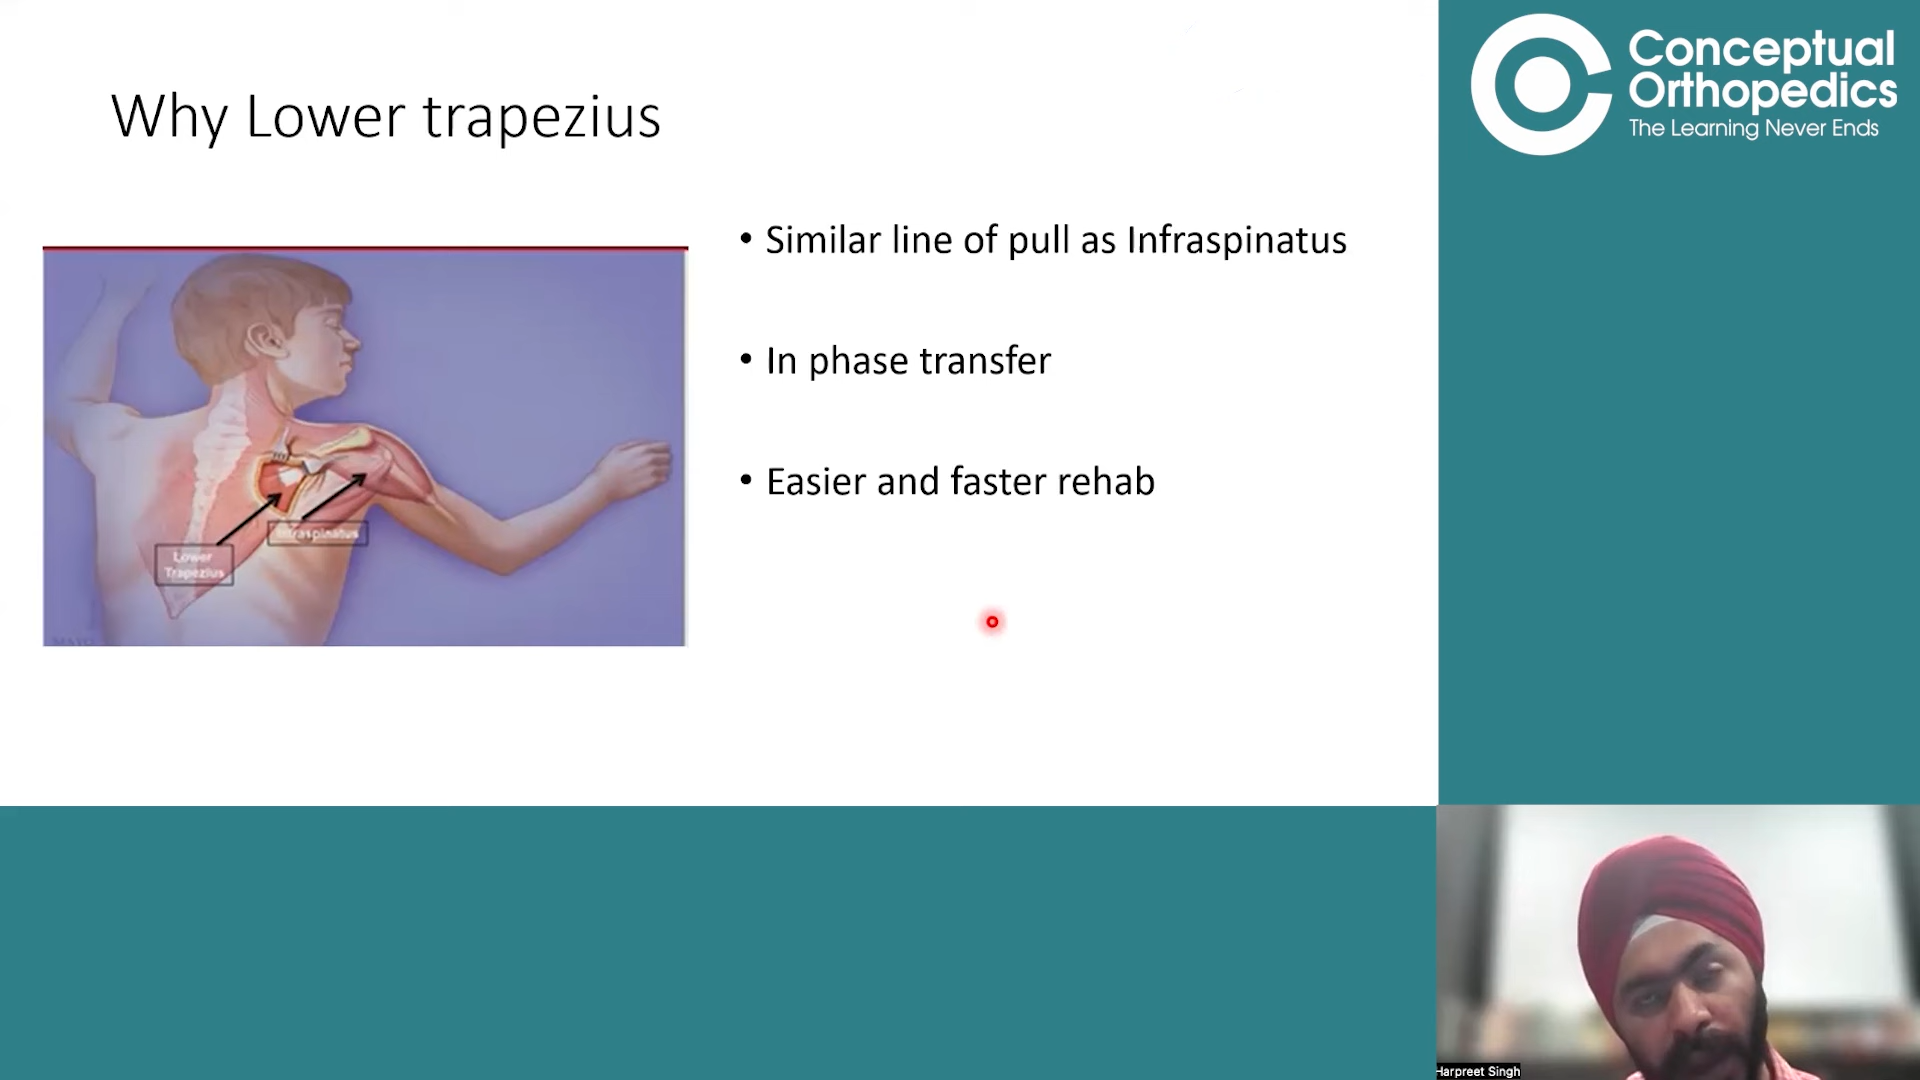 Why Lower trapezius
• Similar line of pull as Infraspinatus
• In phase transfer
• Easier and faster rehab
Infraspinatus
Lower
Trapezius
MAYO
Conceptual
Orthopedics
The Learning Never Ends
Harpreet Singh